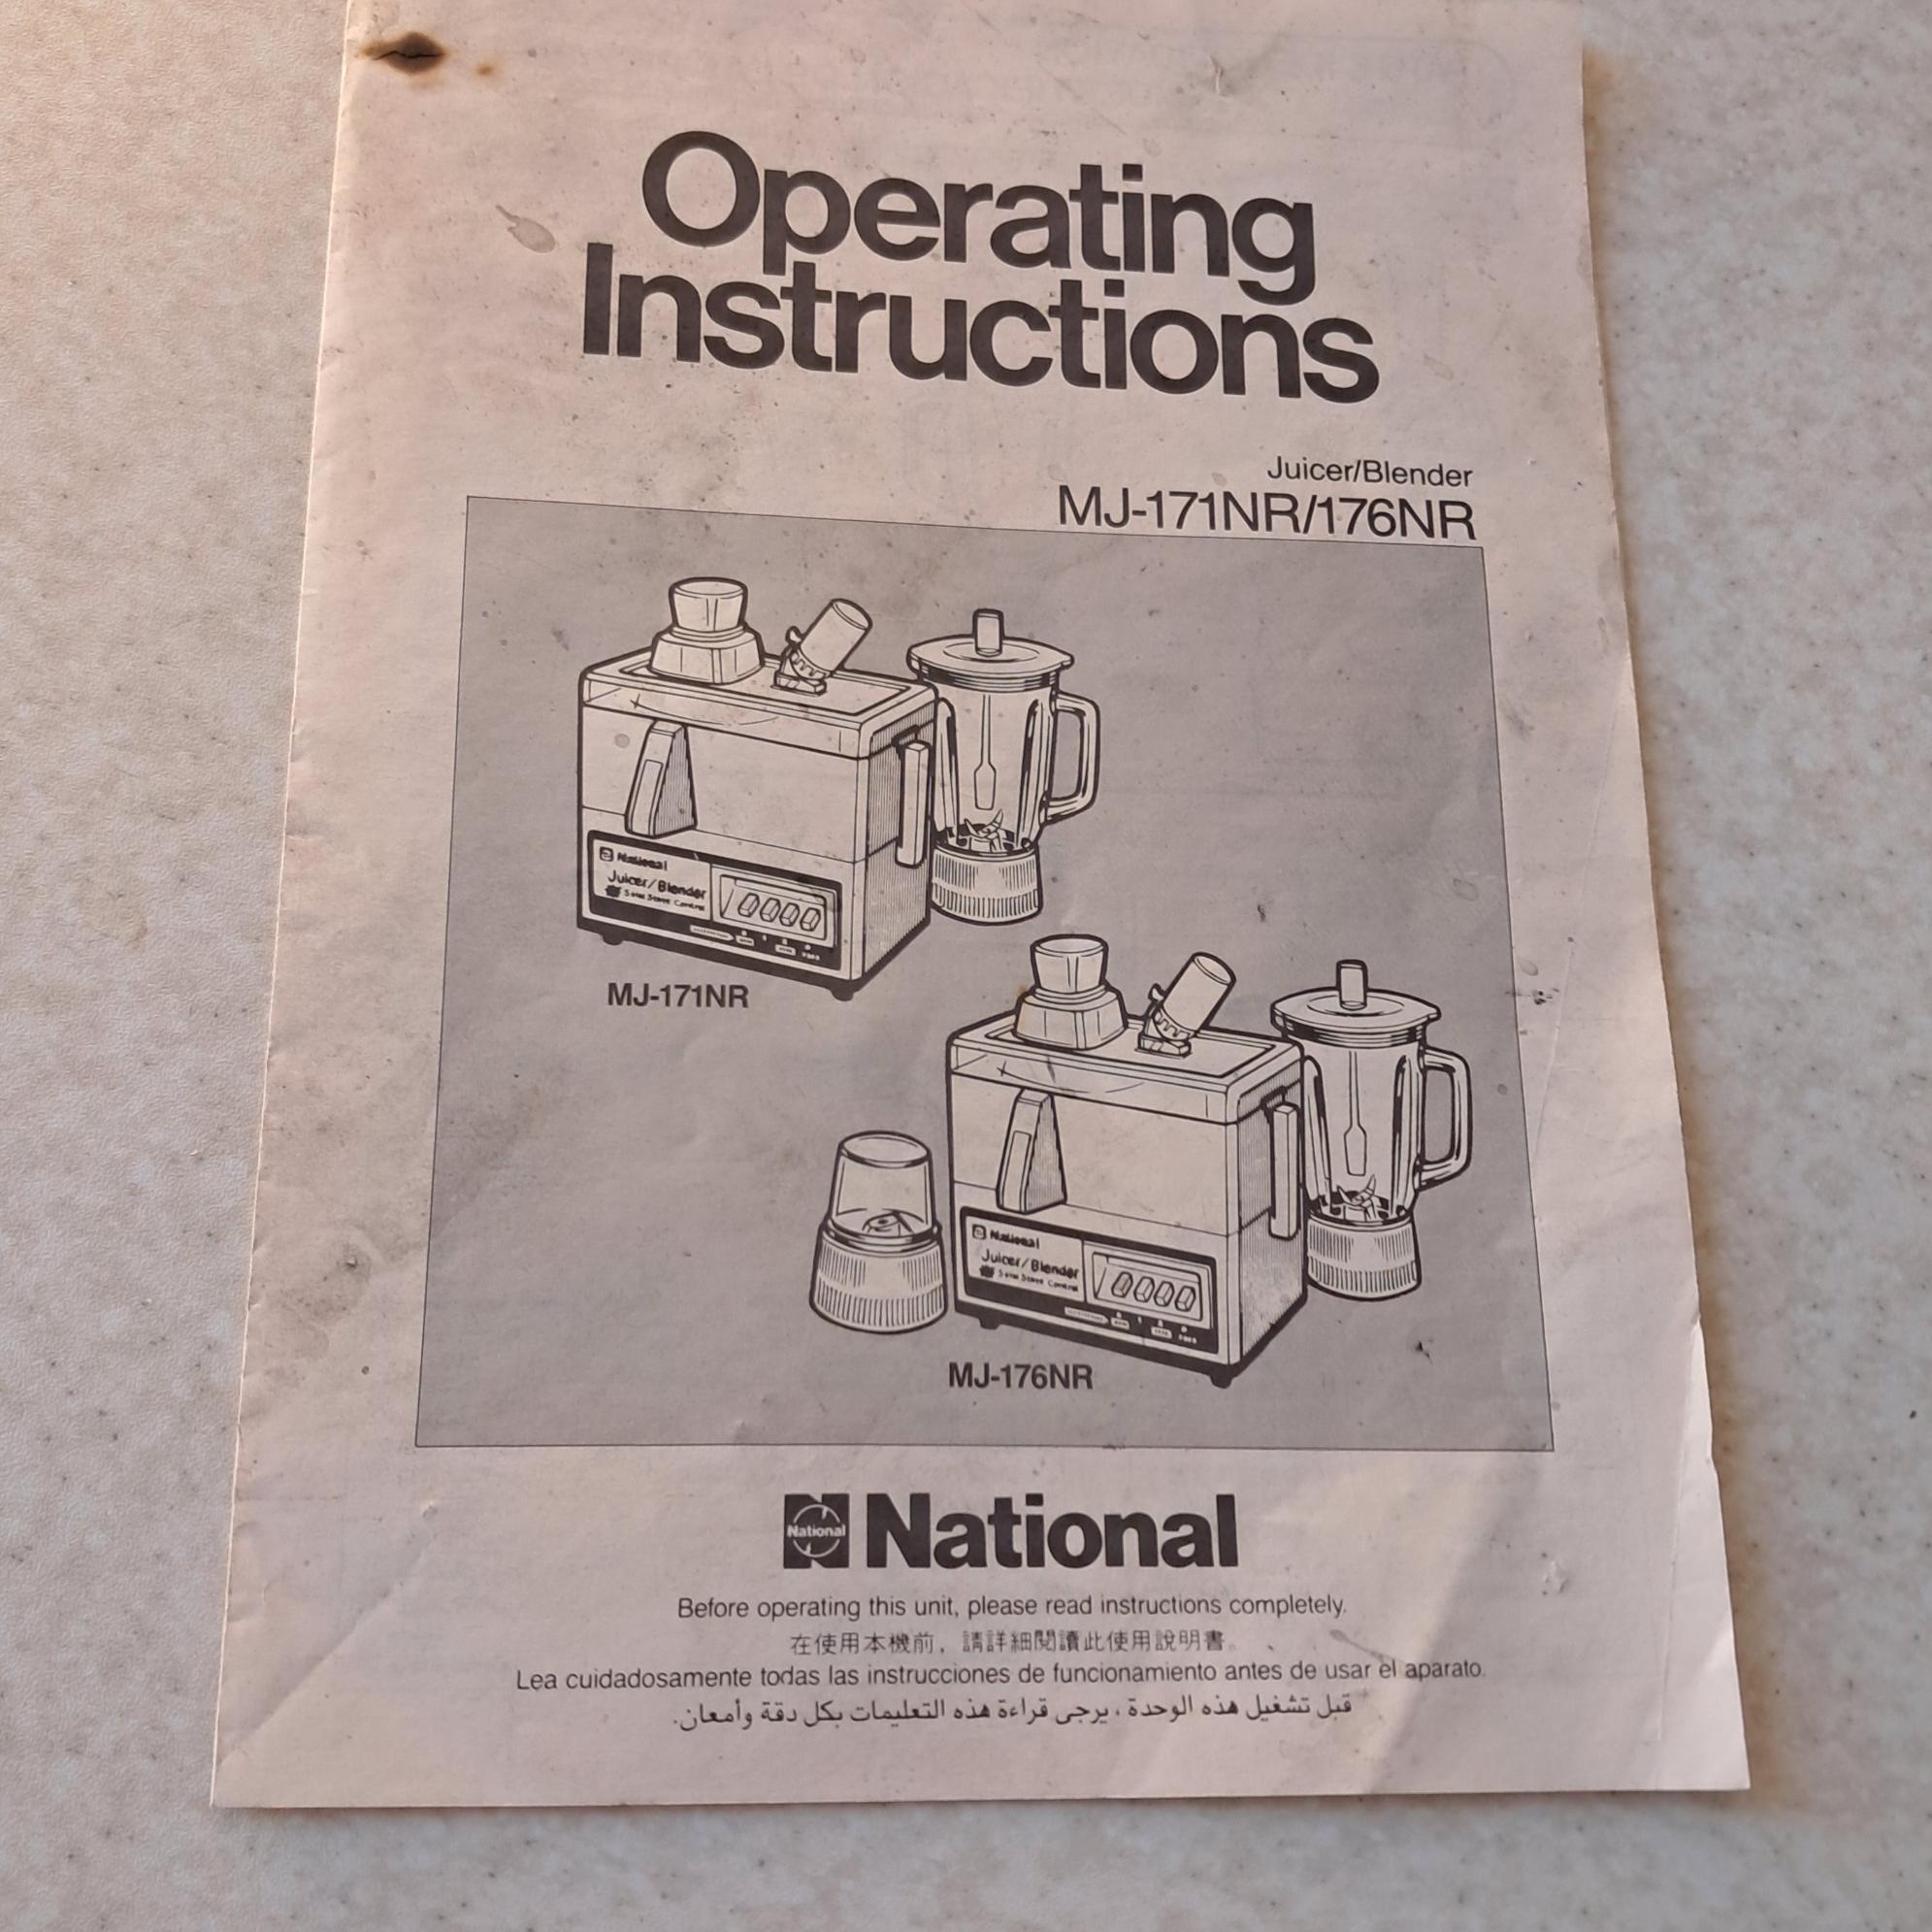 Operating
Instructions
Juicer/Blender
MJ-171NR/176NR
National
Juicer/Blender
MJ-171NR
National
Juicer/Blender
MJ-176NR
National
National
Before operating this unit, please read instructions completely.
在使用本機前，請詳細閱讀此使用說明書。
Lea cuidadosamente todas las instrucciones de funcionamiento antes de usar el aparato.
قبل تشغيل هذه الوحدة ، يرجى قراءة هذه التعليمات بكل دقة وأمعان.